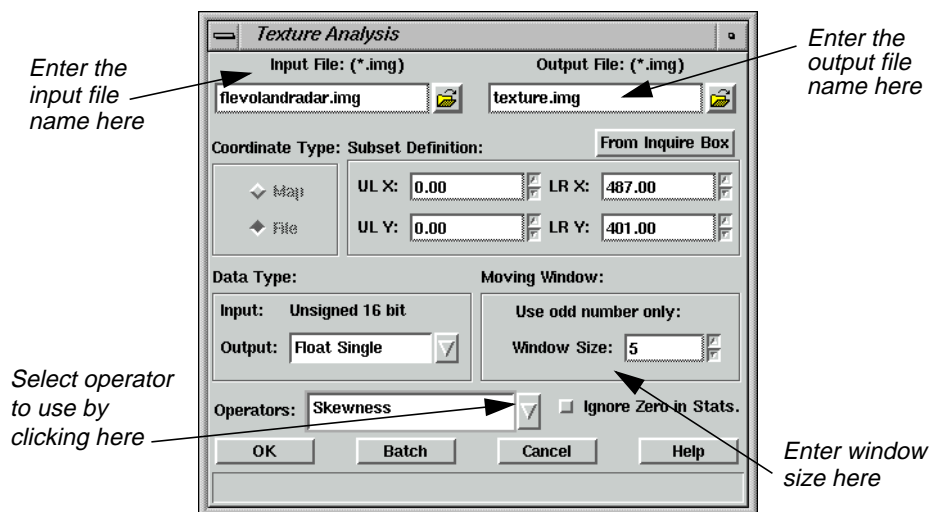 Texture Analysis
Enter the
input file
name here
Enter the
output file
name here
Input File: (*.img)
Output File: (*.img)
flevolandradar.img
texture.img
From Inquire Box
Coordinate Type:
Subset Definition:
Map
File
UL X: 0.00
LR X: 487.00
UL Y: 0.00
LR Y: 401.00
Data Type:
Moving Window:
Input: Unsigned 16 bit
Use odd number only:
Output: Float Single
Window Size: 5
Select operator
to use by
clicking here
Operators: Skewness
Ignore Zero in Stats.
OK
Batch
Cancel
Help
Enter window
size here